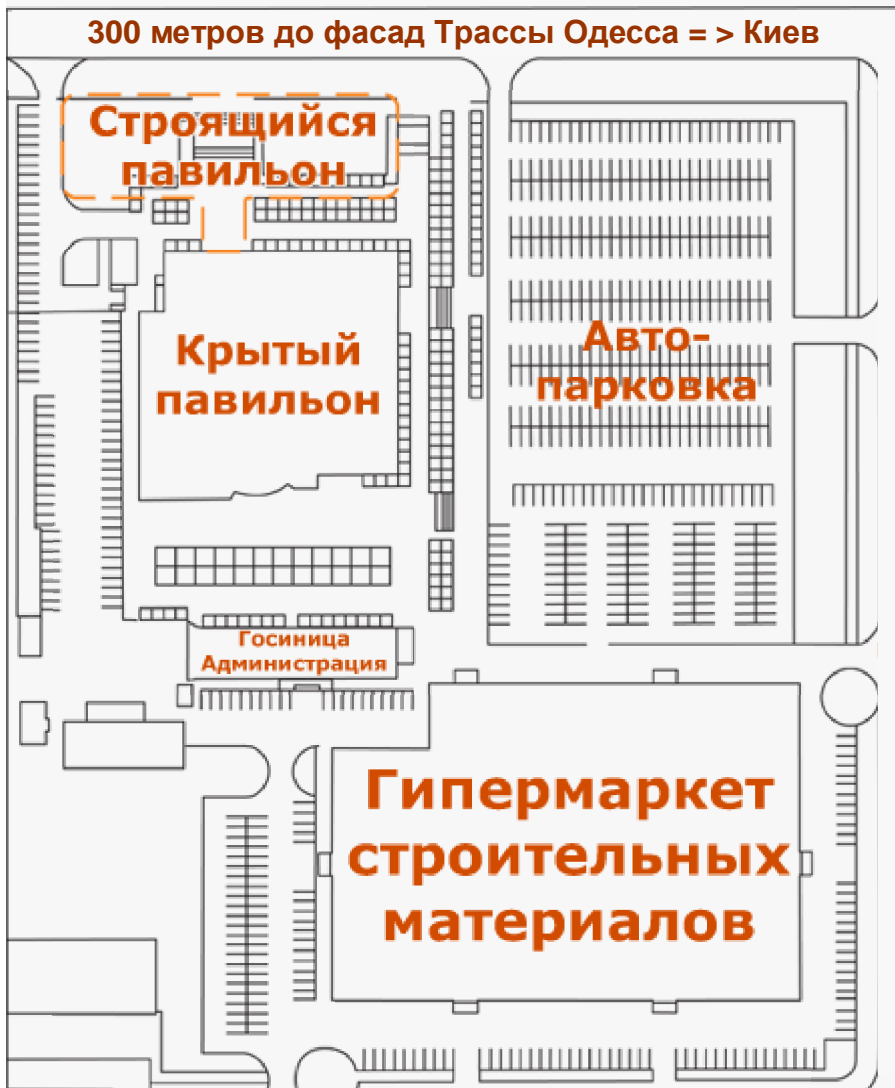 300 метров до фасад Трассы Одесса = > Киев
Строящийся
павильон
Крытый
павильон
Авто-
парковка
Госиница
Администрация
Гипермаркет
строительных
материалов